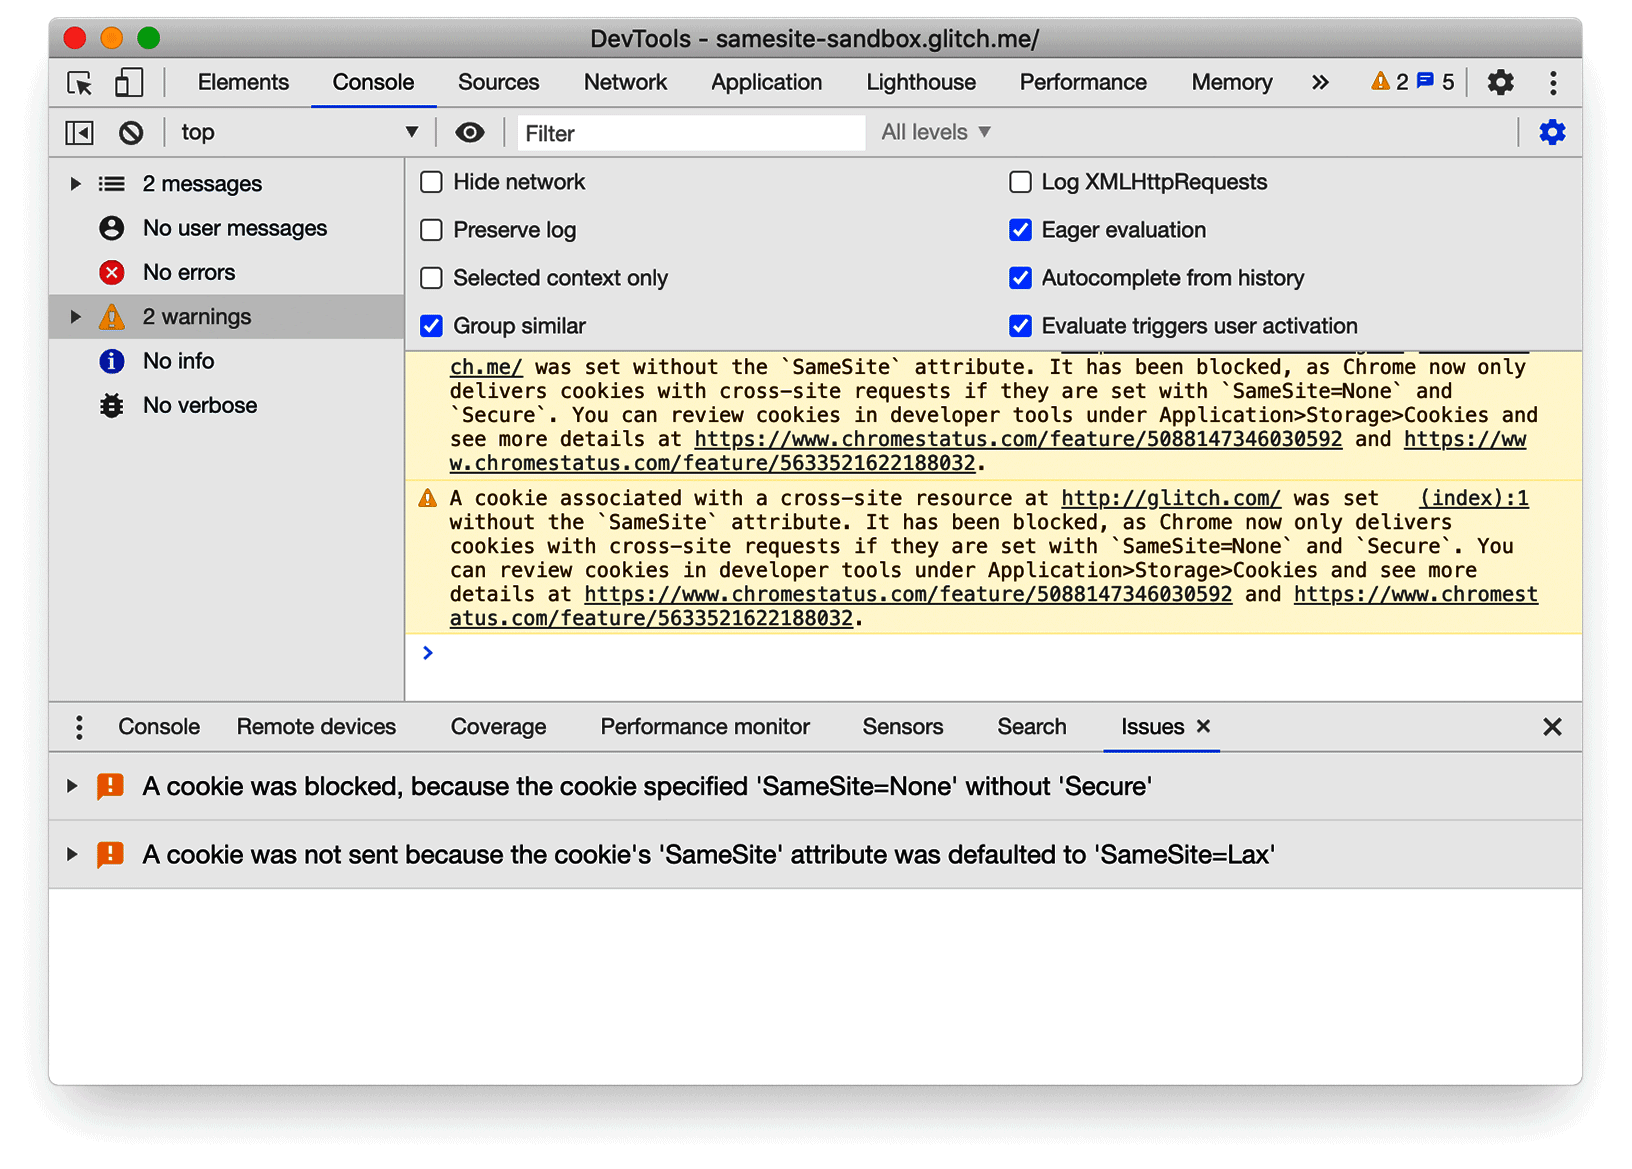 DevTools - samesite-sandbox.glitch.me/
Elements Console Sources Network Application Lighthouse Performance Memory » 2 5
top Filter All levels
2 messages
No user messages
No errors
2 warnings
No info
No verbose
Hide network
Log XMLHttpRequests
Preserve log
Eager evaluation
Selected context only
Autocomplete from history
Group similar
Evaluate triggers user activation
ch.me/ was set without the `SameSite` attribute. It has been blocked, as Chrome now only
delivers cookies with cross-site requests if they are set with `SameSite=None` and
`Secure`. You can review cookies in developer tools under Application>Storage>Cookies and
see more details at https://www.chromestatus.com/feature/5088147346030592 and https://ww
w.chromestatus.com/feature/5633521622188032.
A cookie associated with a cross-site resource at http://glitch.com/ was set (index):1
without the `SameSite` attribute. It has been blocked, as Chrome now only delivers
cookies with cross-site requests if they are set with `SameSite=None` and `Secure`. You
can review cookies in developer tools under Application>Storage>Cookies and see more
details at https://www.chromestatus.com/feature/5088147346030592 and https://www.chromest
atus.com/feature/5633521622188032.
Console Remote devices Coverage Performance monitor Sensors Search Issues
A cookie was blocked, because the cookie specified 'SameSite=None' without 'Secure'
A cookie was not sent because the cookie's 'SameSite' attribute was defaulted to 'SameSite=Lax'